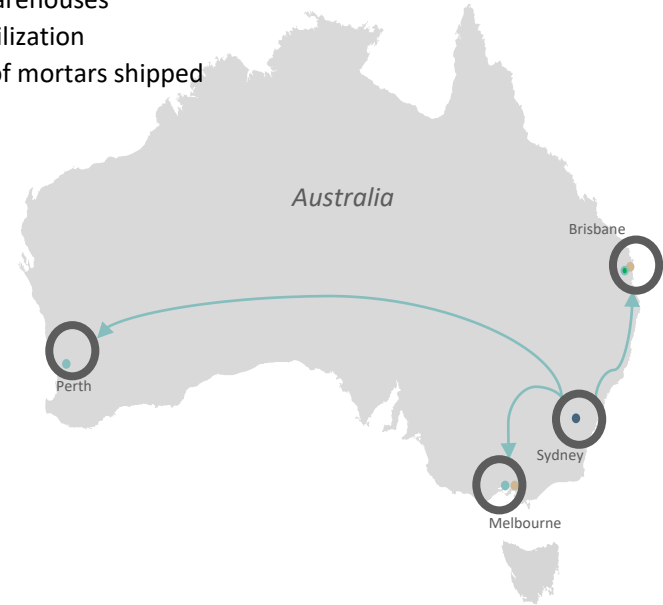 ilization
of mortars shipped
Australia
Brisbane
Perth
Sydney
Melbourne